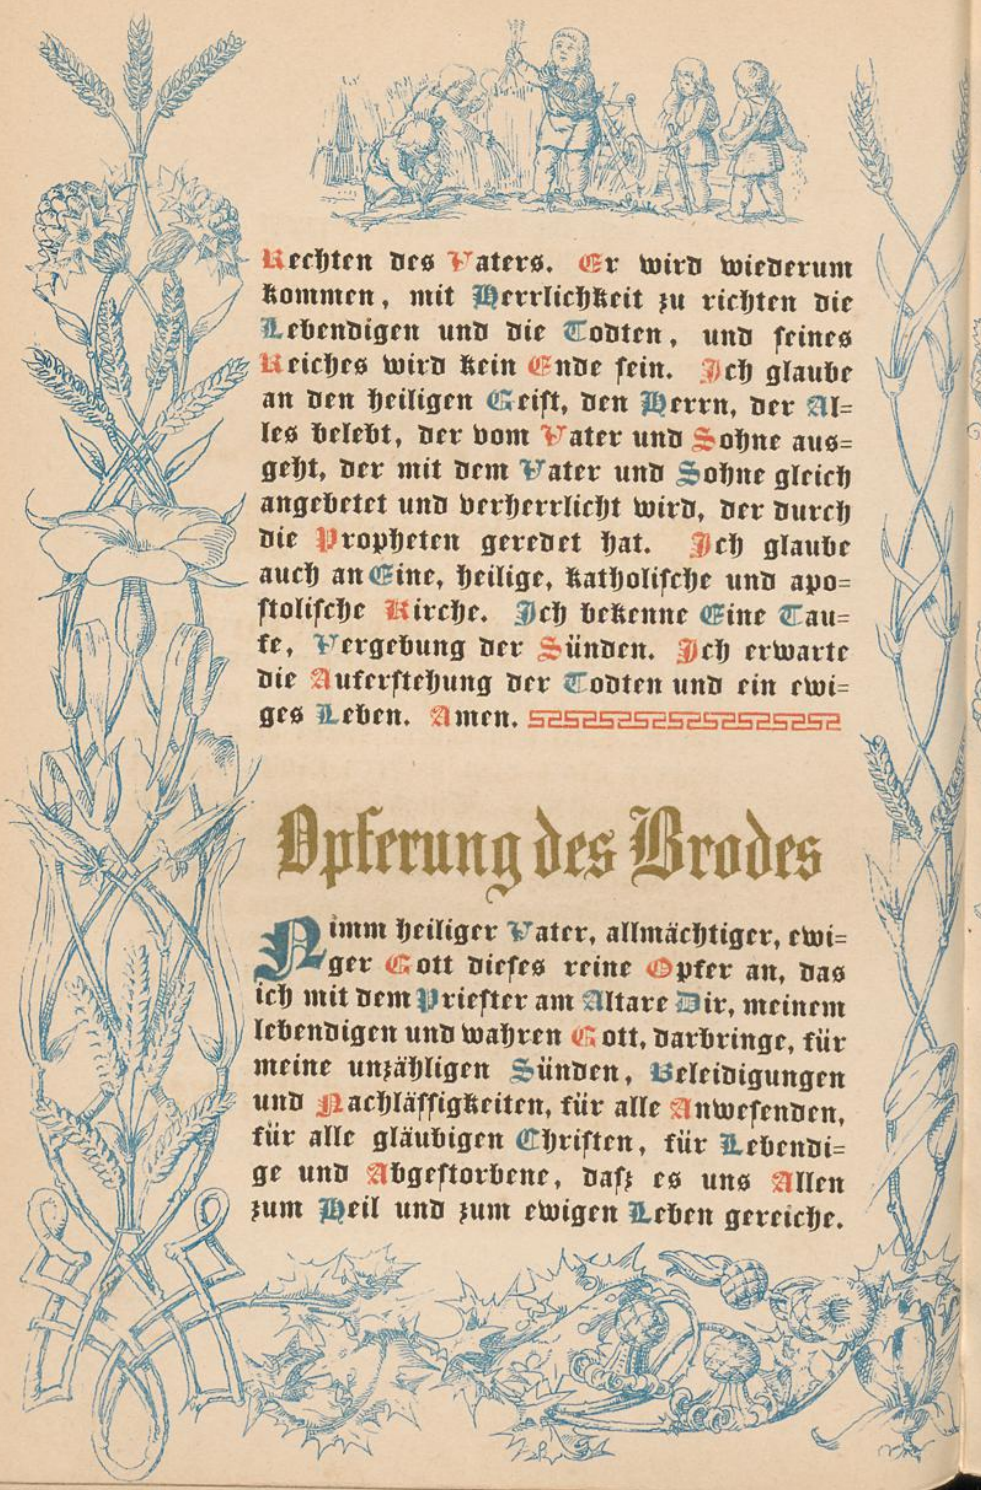 Rechten des Vaters. Er wird wiederum
kommen, mit Herrlichkeit zu richten die
Lebendigen und die Todten, und seines
Reiches wird kein Ende sein. Ich glaube
an den heiligen Geist, den Herrn, der Al=
les belebt, der vom Vater und Sohne aus=
geht, der mit dem Vater und Sohne gleich
angebetet und verherrlicht wird, der durch
die Propheten geredet hat. Ich glaube
auch an Eine, heilige, katholische und apo=
stolische Kirche. Ich bekenne Eine Tau=
fe, Vergebung der Sünden. Ich erwarte
die Auferstehung der Todten und ein ewi=
ges Leben. Amen.
Opferung des Brodes
Nimm heiliger Vater, allmächtiger, ewi=
ger Gott dieses reine Opfer an, das
ich mit dem Priester am Altare Dir, meinem
lebendigen und wahren Gott, darbringe, für
meine unzähligen Sünden, Beleidigungen
und Nachlässigkeiten, für alle Anwesenden,
für alle gläubigen Christen, für Lebendi=
ge und Abgestorbene, dasz es uns Allen
zum Heil und zum ewigen Leben gereiche.